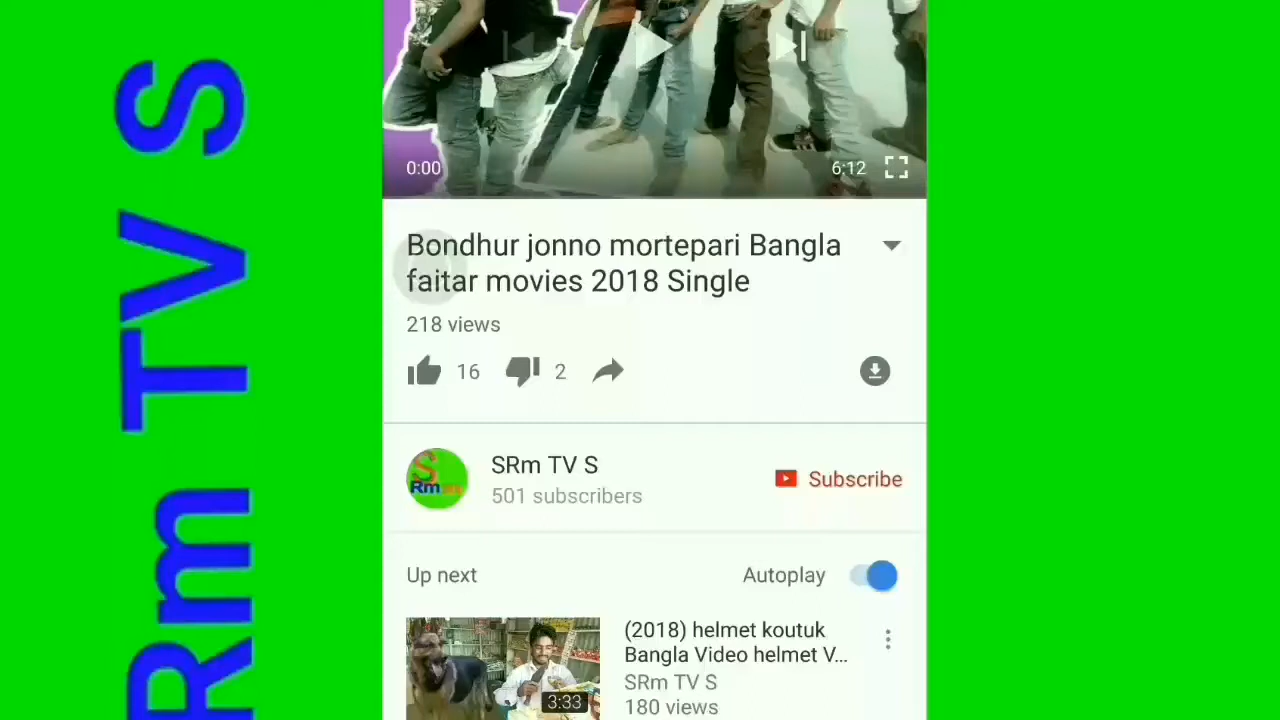 SRm TV S
0:00
6:12
Bondhur jonno mortepari Bangla
faitar movies 2018 Single
218 views
16
2
SRm TV S
501 subscribers
Subscribe
S
Rm
Up next
Autoplay
3:33
(2018) helmet koutuk
Bangla Video helmet V...
SRm TV S
180 views